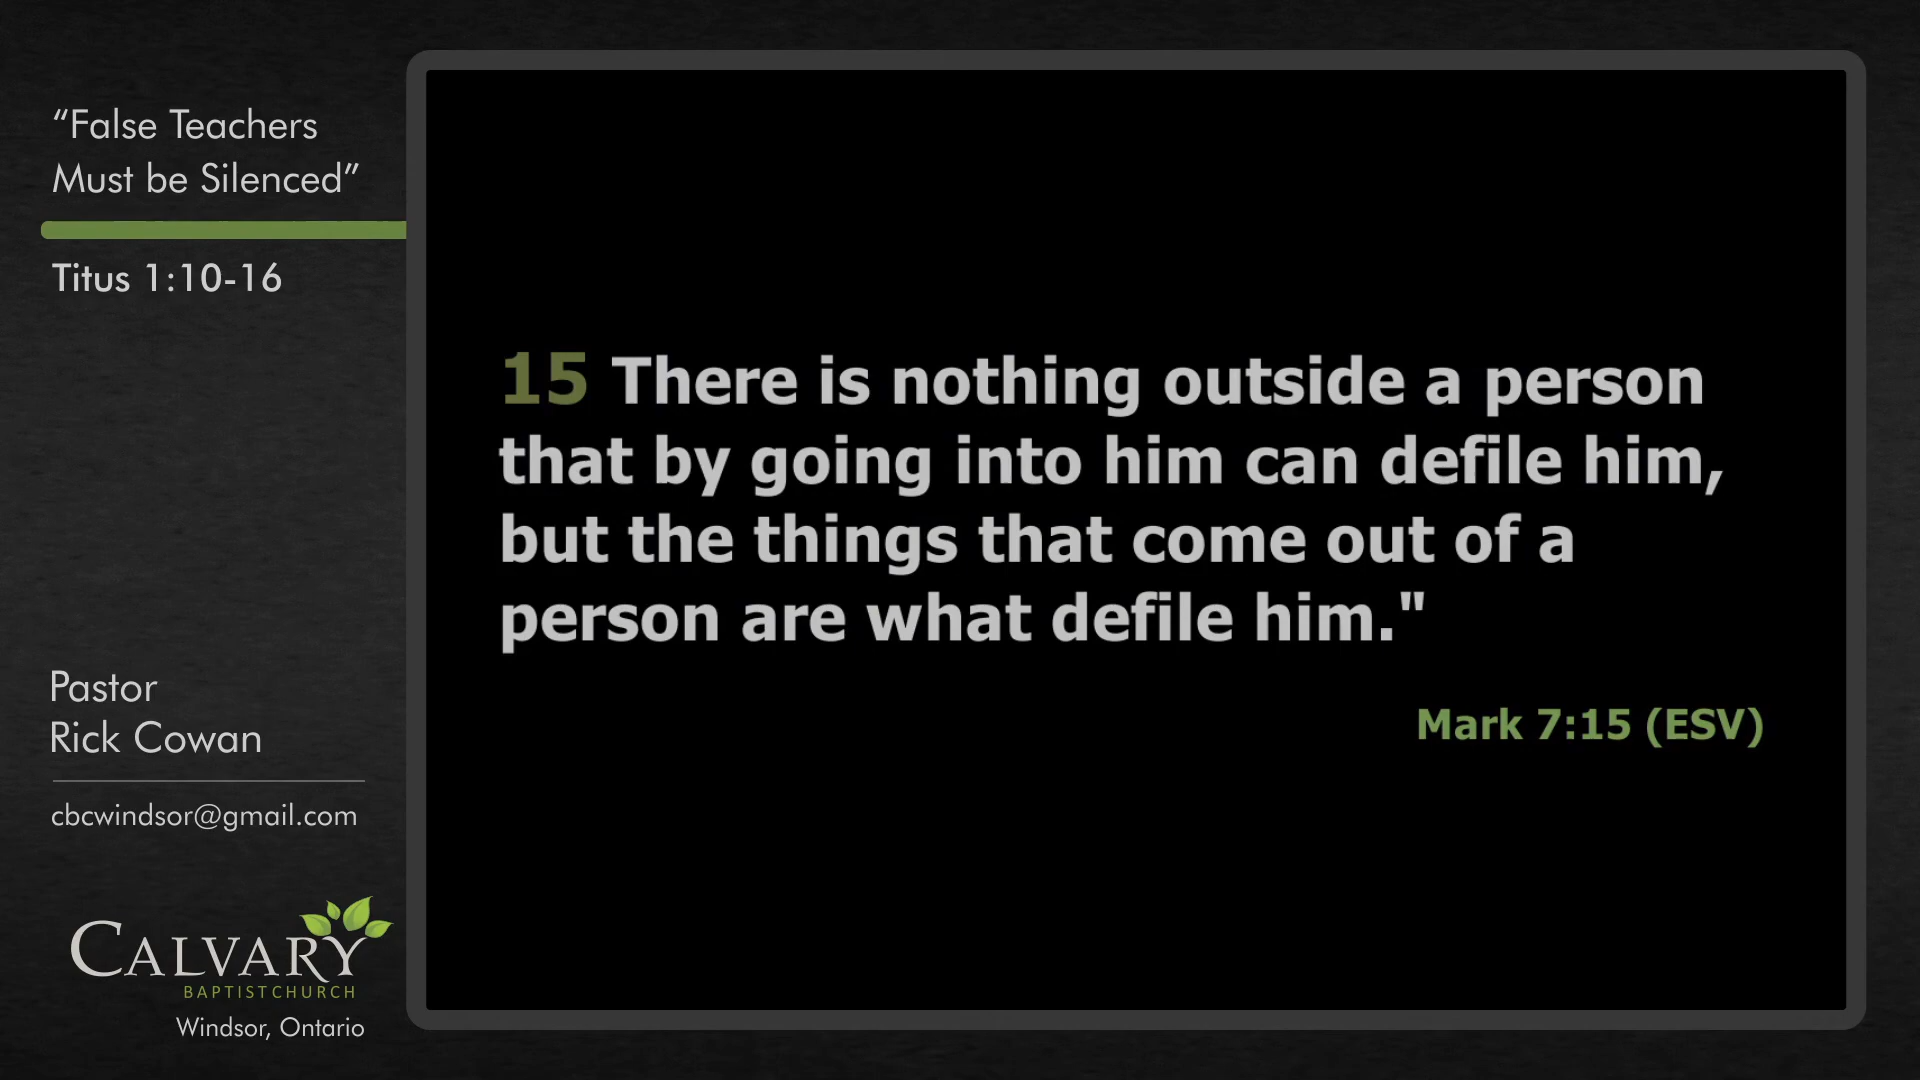 “False Teachers
Must be Silenced”
Titus 1:10-16
15 There is nothing outside a person
that by going into him can defile him,
but the things that come out of a
person are what defile him."
Mark 7:15 (ESV)
Pastor
Rick Cowan
cbcwindsor@gmail.com
CALVARY
BAPTISTCHURCH
Windsor, Ontario